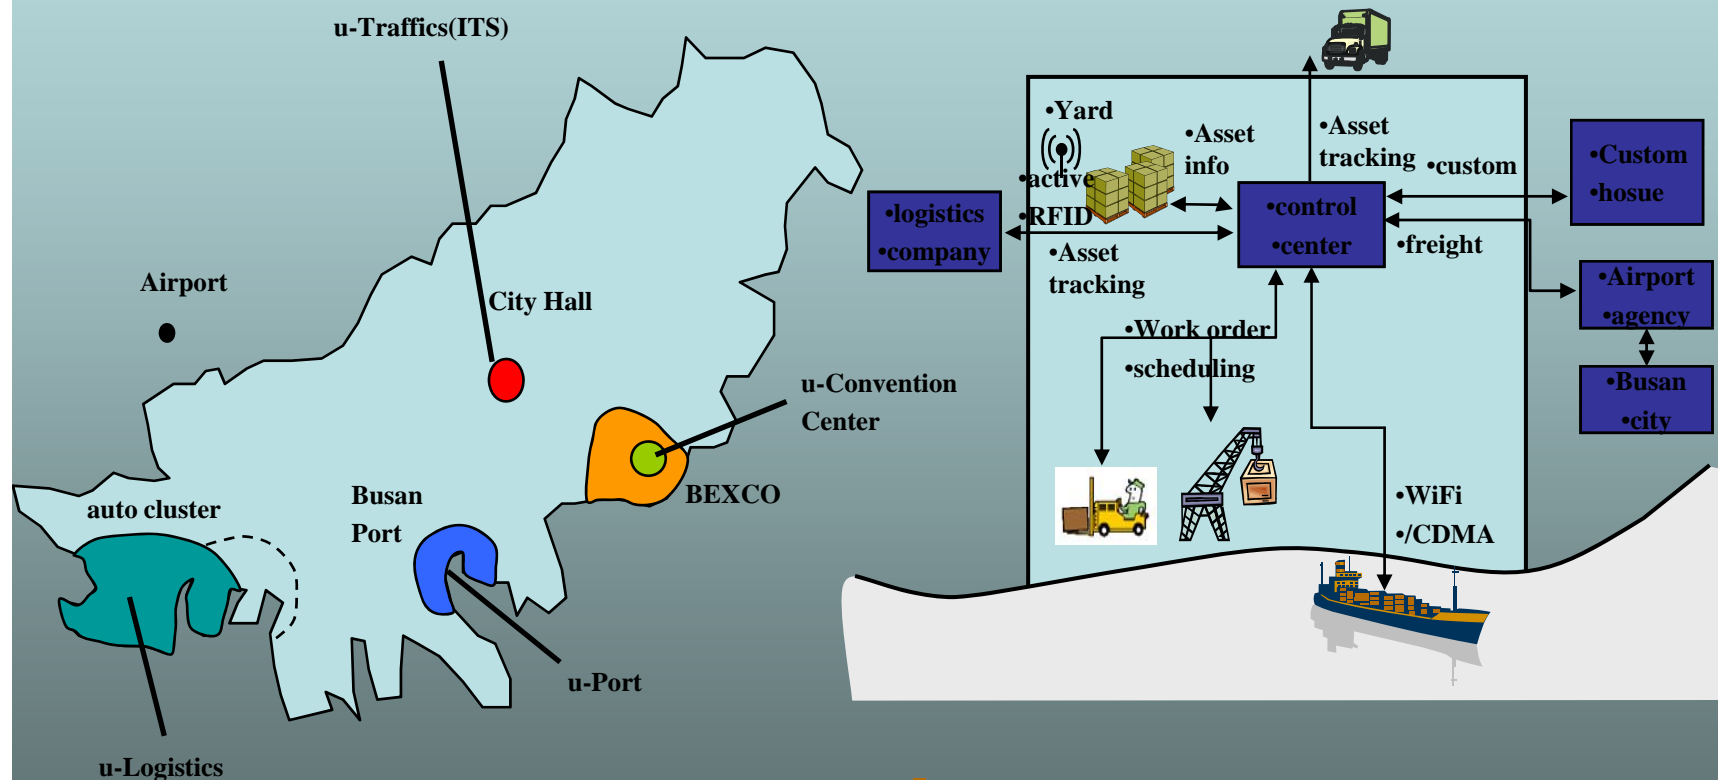 u-Traffics(ITS)
Airport
City Hall
u-Convention
Center
BEXCO
Busan
Port
auto cluster
u-Port
u-Logistics
•Yard
•active
•RFID
•Asset
info
•Asset
tracking
•custom
•Custom
•hosue
•logistics
•company
•control
•center
•freight
•Asset
tracking
•Airport
•agency
•Work order
•scheduling
•Busan
•city
•WiFi
•/CDMA